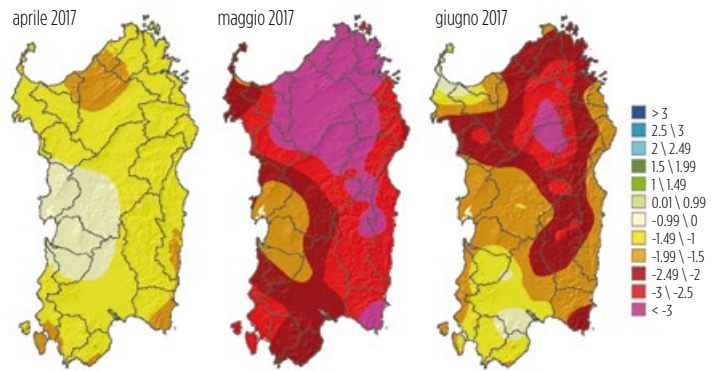 aprile 2017
maggio 2017
giugno 2017
> 3
2.5 \ 3
2 \ 2.49
1.5 \ 1.99
1 \ 1.49
0.01 \ 0.99
-0.99 \ 0
-1.49 \ -1
-1.99 \ -1.5
-2.49 \ -2
-3 \ -2.5
< -3